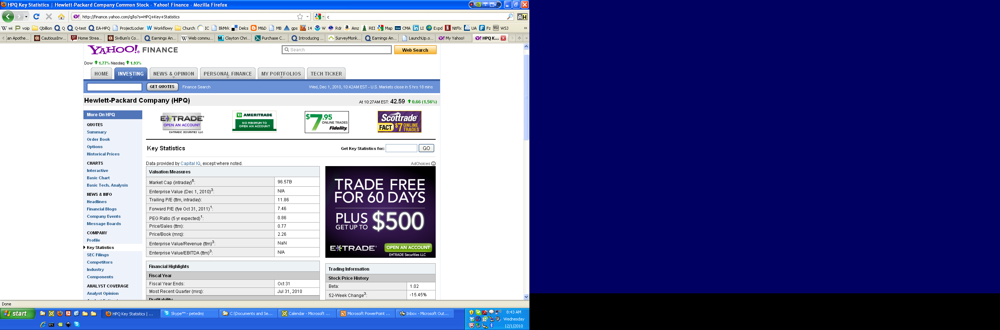 HPQ Key Statistics | Hewlett-Packard Company Common Stock - Yahoo! Finance - Mozilla Firefox
http://finance.yahoo.com/q/ks?s=HPQ+Key+Statistics
c
wi voip Qbillion Q Q-test EA-HPQ ProjectLocker Workflowy Church IC BkMrk Delcs M&D MB gps 14 W Rdr Amz REI Map CMA LI Expd NtFlx UA Fz WSJ »
:an Apothe... CautiousInv... Home Strea... SivBum's Co... Earnings An... Web commu... Clayton Chri... Purchase C... Introducing ... SurveyMonk... Earnings An... LaunchUp.o... My Yahoo! HPQ K...
YAHOO! FINANCE
Search
Web Search
Dow 1.77% Nasdaq 1.93%
HOME INVESTING NEWS & OPINION PERSONAL FINANCE MY PORTFOLIOS TECH TICKER
GET QUOTES Finance Search Wed, Dec 1, 2010, 10:42AM EST - U.S. Markets close in 5 hrs 18 mins
Hewlett-Packard Company (HPQ)
At 10:27AM EST: 42.59 0.66 (1.56%)
More On HPQ
QUOTES
Summary
Order Book
Options
Historical Prices
CHARTS
Interactive
Basic Chart
Basic Tech. Analysis
NEWS & INFO
Headlines
Financial Blogs
Company Events
Message Boards
COMPANY
Profile
Key Statistics
SEC Filings
Competitors
Industry
Components
ANALYST COVERAGE
Analyst Opinion
E*TRADE
OPEN AN ACCOUNT
E*TRADE SECURITIES LLC
TD AMERITRADE
NO MINIMUM TO
OPEN AN ACCOUNT
$7.95
ONLINE TRADES
Fidelity
Scottrade
FACT $7 ONLINE
TRADES
Key Statistics
Get Key Statistics for: GO
Data provided by Capital IQ, except where noted.
AdChoices
Valuation Measures
Market Cap (intraday)5: 96.57B
Enterprise Value (Dec 1, 2010)3: N/A
Trailing P/E (ttm, intraday): 11.86
Forward P/E (fye Oct 31, 2011)1: 7.46
PEG Ratio (5 yr expected)1: 0.86
Price/Sales (ttm): 0.77
Price/Book (mrq): 2.26
Enterprise Value/Revenue (ttm)3: NaN
Enterprise Value/EBITDA (ttm)3: N/A
Financial Highlights
Fiscal Year
Fiscal Year Ends: Oct 31
Most Recent Quarter (mrq): Jul 31, 2010
Profitability
TRADE FREE
FOR 60 DAYS
PLUS
GET UP TO $500
E*TRADE
OPEN AN ACCOUNT
E*TRADE Securities LLC
Trading Information
Stock Price History
Beta: 1.02
52-Week Change3: -15.45%
Done
start
HPQ Key Statistics | ... Skype™ - petedmj C:\Documents and Se... Calendar - Microsoft ... Microsoft PowerPoint ... Inbox - Microsoft Out...
8:43 AM
Wednesday
12/1/2010